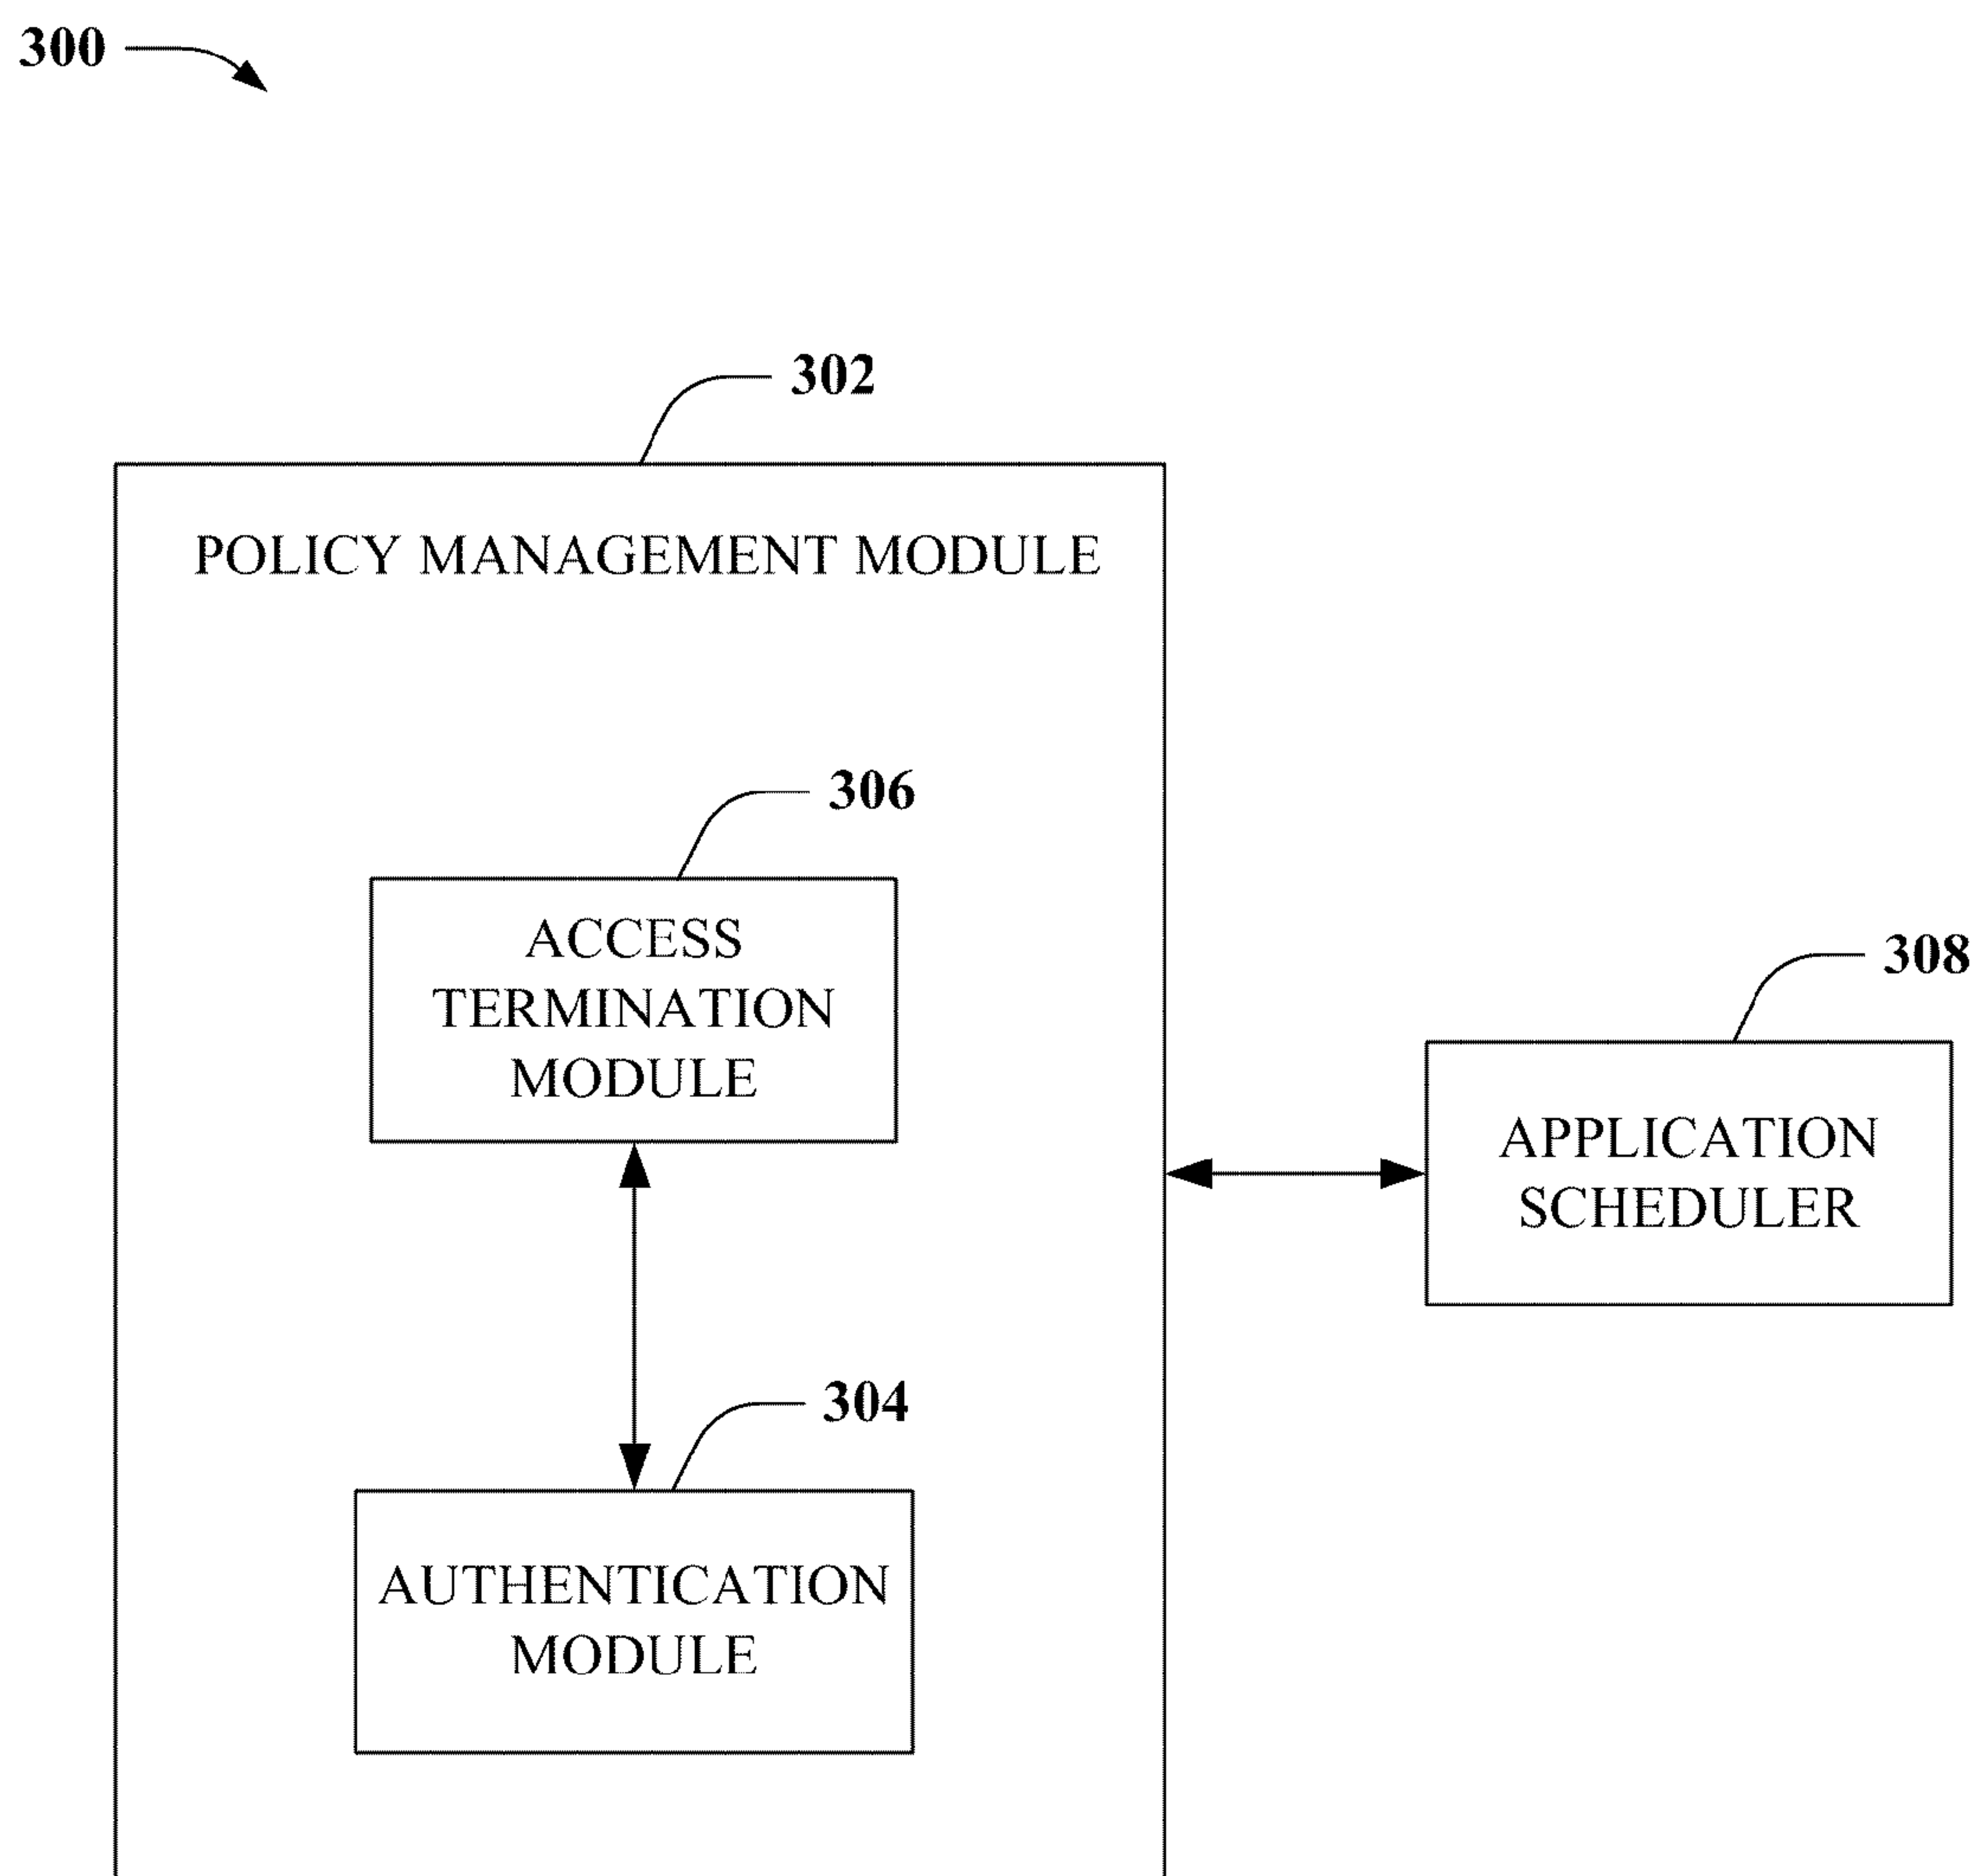 300
302
POLICY MANAGEMENT MODULE
306
ACCESS
TERMINATION
MODULE
308
APPLICATION
SCHEDULER
304
AUTHENTICATION
MODULE